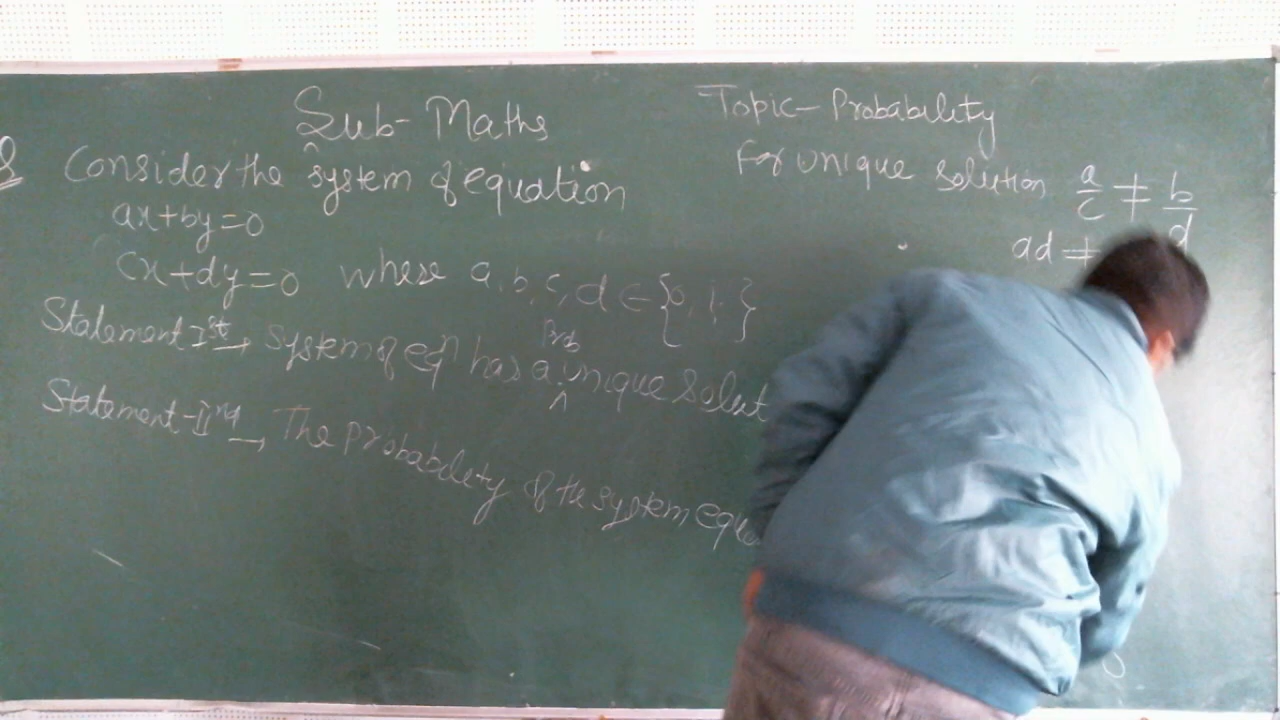 Sub- Maths
Topic- Probability
Q Consider the system of equation
ax+by=0
cx+dy=0 where a, b, c, d ∈ {0, 1, }
Statement Ist → System of eqn has a Prob unique Solut
Statement-IInd → The Probability of the system equ
For unique Solution a/c ≠ b/d
ad ≠